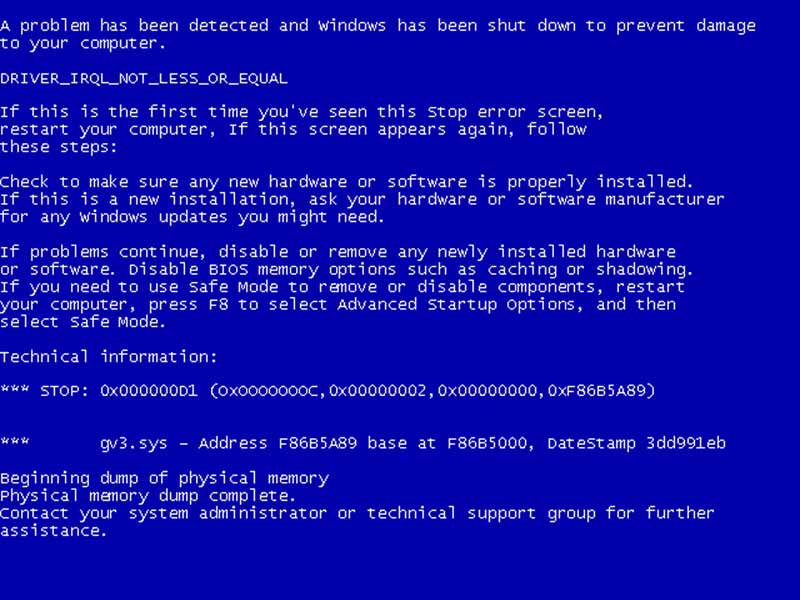 A problem has been detected and Windows has been shut down to prevent damage
to your computer.
DRIVER_IRQL_NOT_LESS_OR_EQUAL
If this is the first time you've seen this Stop error screen,
restart your computer, If this screen appears again, follow
these steps:
Check to make sure any new hardware or software is properly installed.
If this is a new installation, ask your hardware or software manufacturer
for any Windows updates you might need.
If problems continue, disable or remove any newly installed hardware
or software. Disable BIOS memory options such as caching or shadowing.
If you need to use Safe Mode to remove or disable components, restart
your computer, press F8 to select Advanced Startup Options, and then
select Safe Mode.
Technical information:
*** STOP: 0x000000D1 (0x0000000C,0x00000002,0x00000000,0xF86B5A89)
*** gv3.sys – Address F86B5A89 base at F86B5000, DateStamp 3dd991eb
Beginning dump of physical memory
Physical memory dump complete.
Contact your system administrator or technical support group for further
assistance.